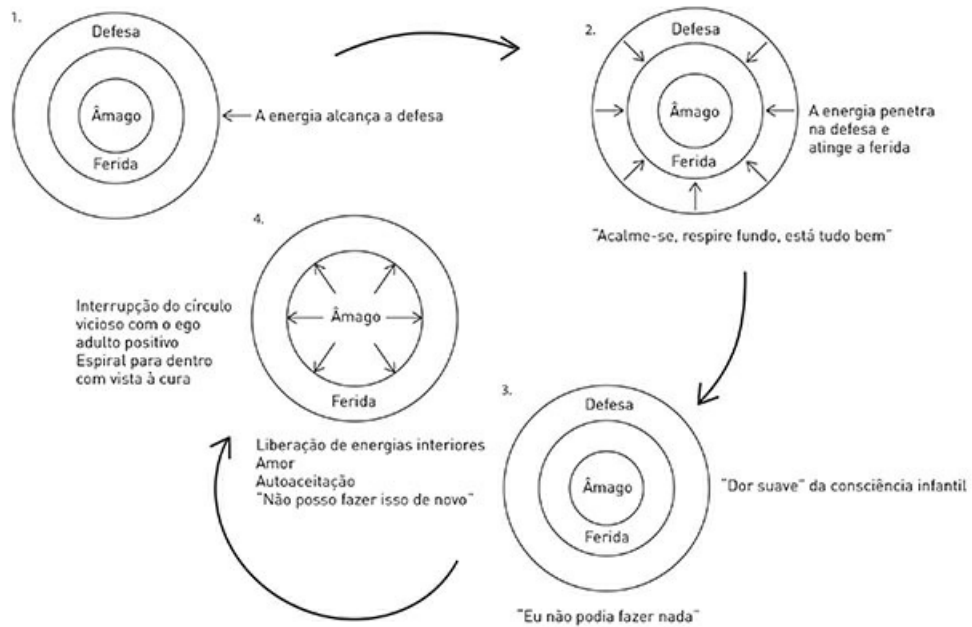 1.
Defesa
Âmago
Ferida
A energia alcança a defesa
2.
Defesa
Âmago
Ferida
A energia penetra
na defesa e
atinge a ferida
"Acalme-se, respire fundo, está tudo bem"
3.
Defesa
Âmago
Ferida
"Dor suave" da consciência infantil
"Eu não podia fazer nada"
4.
Âmago
Ferida
Interrupção do círculo
vicioso com o ego
adulto positivo
Espiral para dentro
com vista à cura
Liberação de energias interiores
Amor
Autoaceitação
"Não posso fazer isso de novo"